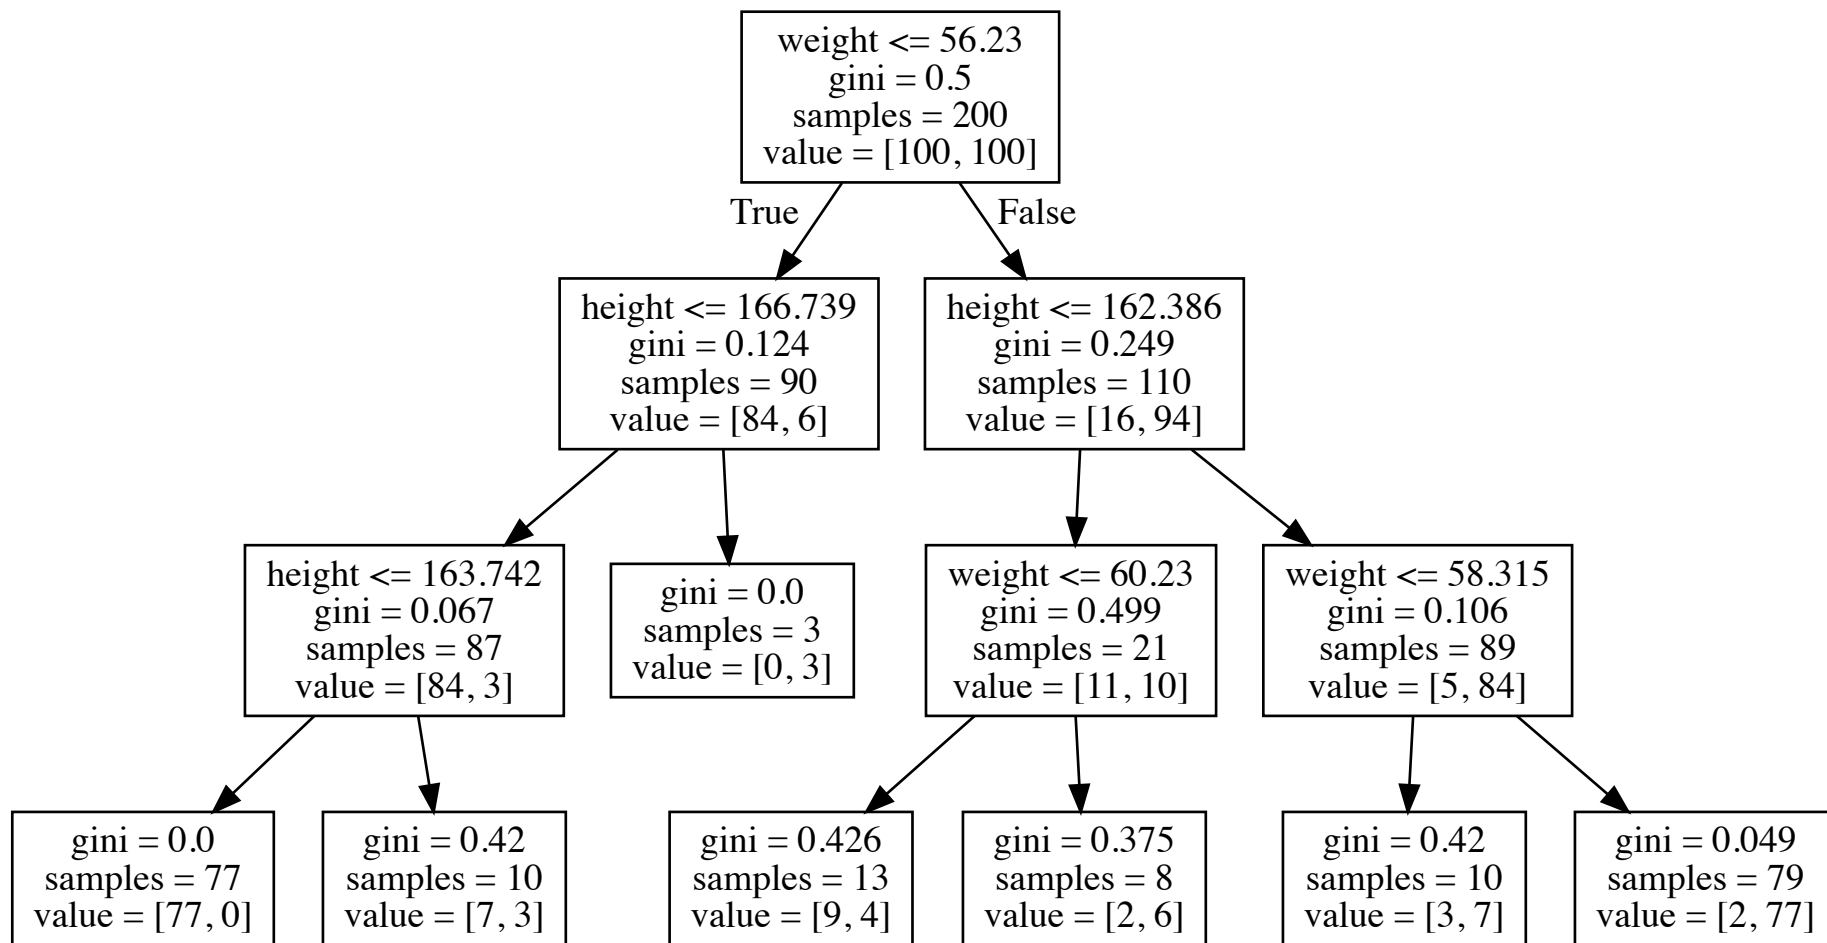 weight <= 56.23
gini = 0.5
samples = 200
value = [100, 100]
True
False
height <= 166.739
gini = 0.124
samples = 90
value = [84, 6]
height <= 162.386
gini = 0.249
samples = 110
value = [16, 94]
height <= 163.742
gini = 0.067
samples = 87
value = [84, 3]
gini = 0.0
samples = 3
value = [0, 3]
weight <= 60.23
gini = 0.499
samples = 21
value = [11, 10]
weight <= 58.315
gini = 0.106
samples = 89
value = [5, 84]
gini = 0.0
samples = 77
value = [77, 0]
gini = 0.42
samples = 10
value = [7, 3]
gini = 0.426
samples = 13
value = [9, 4]
gini = 0.375
samples = 8
value = [2, 6]
gini = 0.42
samples = 10
value = [3, 7]
gini = 0.049
samples = 79
value = [2, 77]